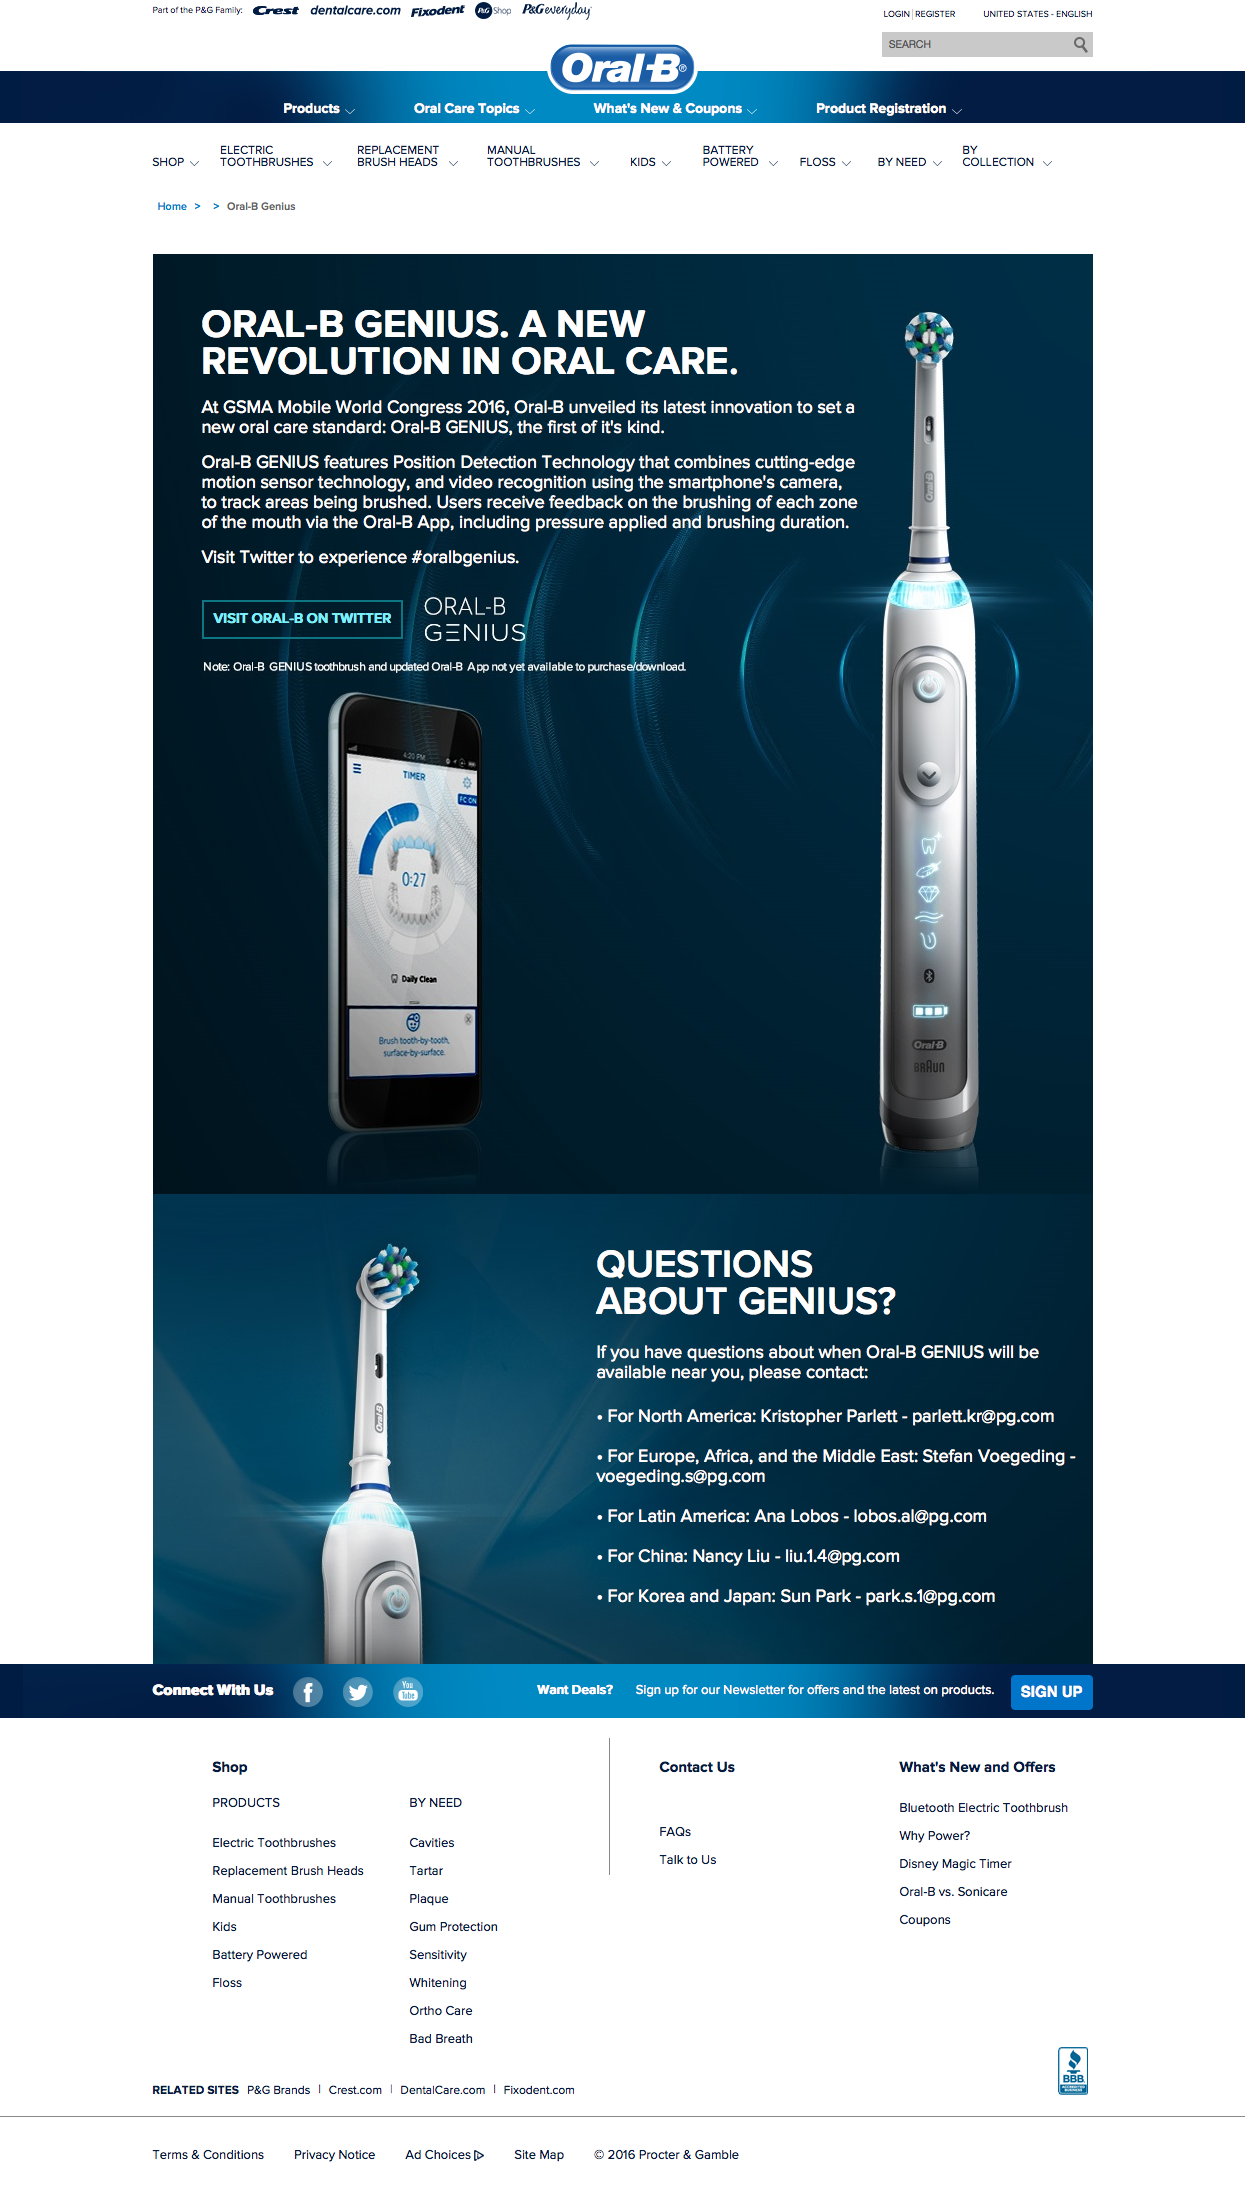 Part of the P&G Family:
Crest
dentalcare.com
Fixodent
P&G Shop
P&G everyday
LOGIN | REGISTER
UNITED STATES - ENGLISH
SEARCH
Oral-B®
Products
Oral Care Topics
What's New & Coupons
Product Registration
SHOP
ELECTRIC
TOOTHBRUSHES
REPLACEMENT
BRUSH HEADS
MANUAL
TOOTHBRUSHES
KIDS
BATTERY
POWERED
FLOSS
BY NEED
BY
COLLECTION
Home > > Oral-B Genius
ORAL-B GENIUS. A NEW
REVOLUTION IN ORAL CARE.
At GSMA Mobile World Congress 2016, Oral-B unveiled its latest innovation to set a
new oral care standard: Oral-B GENIUS, the first of it's kind.
Oral-B GENIUS features Position Detection Technology that combines cutting-edge
motion sensor technology, and video recognition using the smartphone's camera,
to track areas being brushed. Users receive feedback on the brushing of each zone
of the mouth via the Oral-B App, including pressure applied and brushing duration.
Visit Twitter to experience #oralbgenius.
VISIT ORAL-B ON TWITTER
ORAL-B
GENIUS
Note: Oral-B GENIUS toothbrush and updated Oral-B App not yet available to purchase/download.
4:20 PM
TIMER
FC ON
0:27
Daily Clean
Brush tooth-by-tooth,
surface-by-surface.
Oral-B
Oral-B
BRAUN
QUESTIONS
ABOUT GENIUS?
If you have questions about when Oral-B GENIUS will be
available near you, please contact:
• For North America: Kristopher Parlett - parlett.kr@pg.com
• For Europe, Africa, and the Middle East: Stefan Voegeding -
voegeding.s@pg.com
• For Latin America: Ana Lobos - lobos.al@pg.com
• For China: Nancy Liu - liu.1.4@pg.com
• For Korea and Japan: Sun Park - park.s.1@pg.com
Oral-B
Connect With Us
You
Tube
Want Deals?
Sign up for our Newsletter for offers and the latest on products.
SIGN UP
Shop
PRODUCTS
Electric Toothbrushes
Replacement Brush Heads
Manual Toothbrushes
Kids
Battery Powered
Floss
BY NEED
Cavities
Tartar
Plaque
Gum Protection
Sensitivity
Whitening
Ortho Care
Bad Breath
Contact Us
FAQs
Talk to Us
What's New and Offers
Bluetooth Electric Toothbrush
Why Power?
Disney Magic Timer
Oral-B vs. Sonicare
Coupons
BBB.
ACCREDITED
BUSINESS
RELATED SITES P&G Brands | Crest.com | DentalCare.com | Fixodent.com
Terms & Conditions
Privacy Notice
Ad Choices
Site Map
© 2016 Procter & Gamble